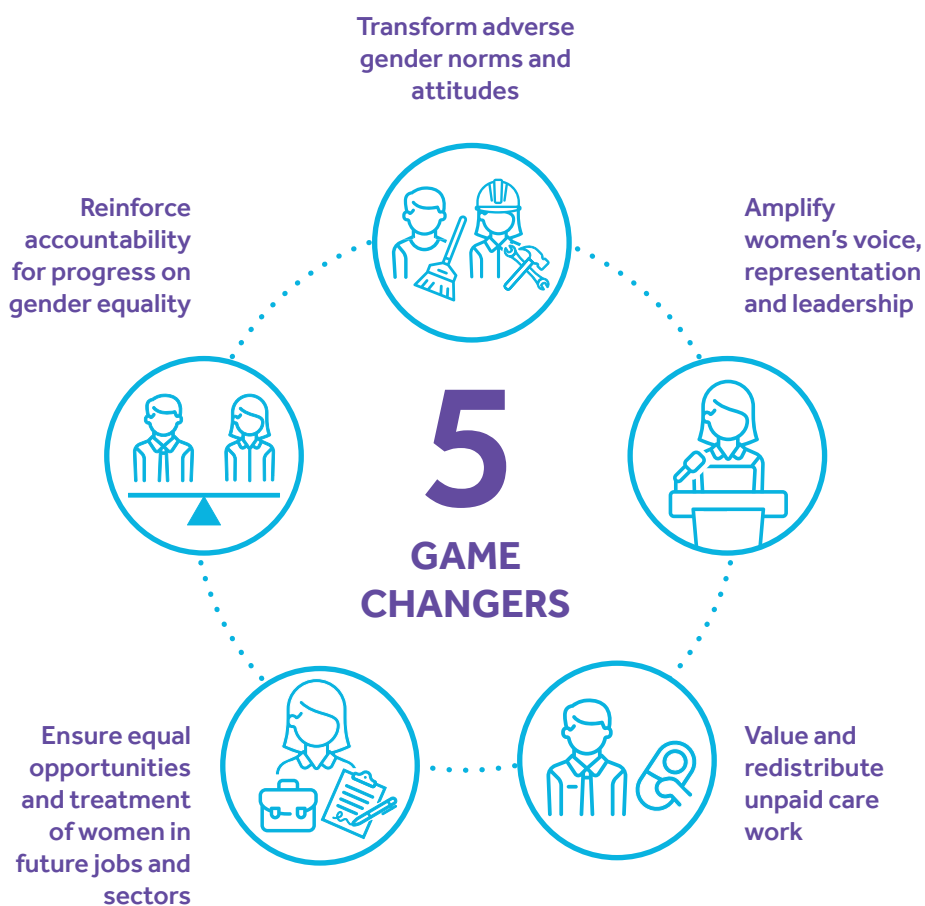 Transform adverse
gender norms and
attitudes
Amplify
women's voice,
representation
and leadership
Value and
redistribute
unpaid care
work
Ensure equal
opportunities
and treatment
of women in
future jobs and
sectors
Reinforce
accountability
for progress on
gender equality
5
GAME
CHANGERS